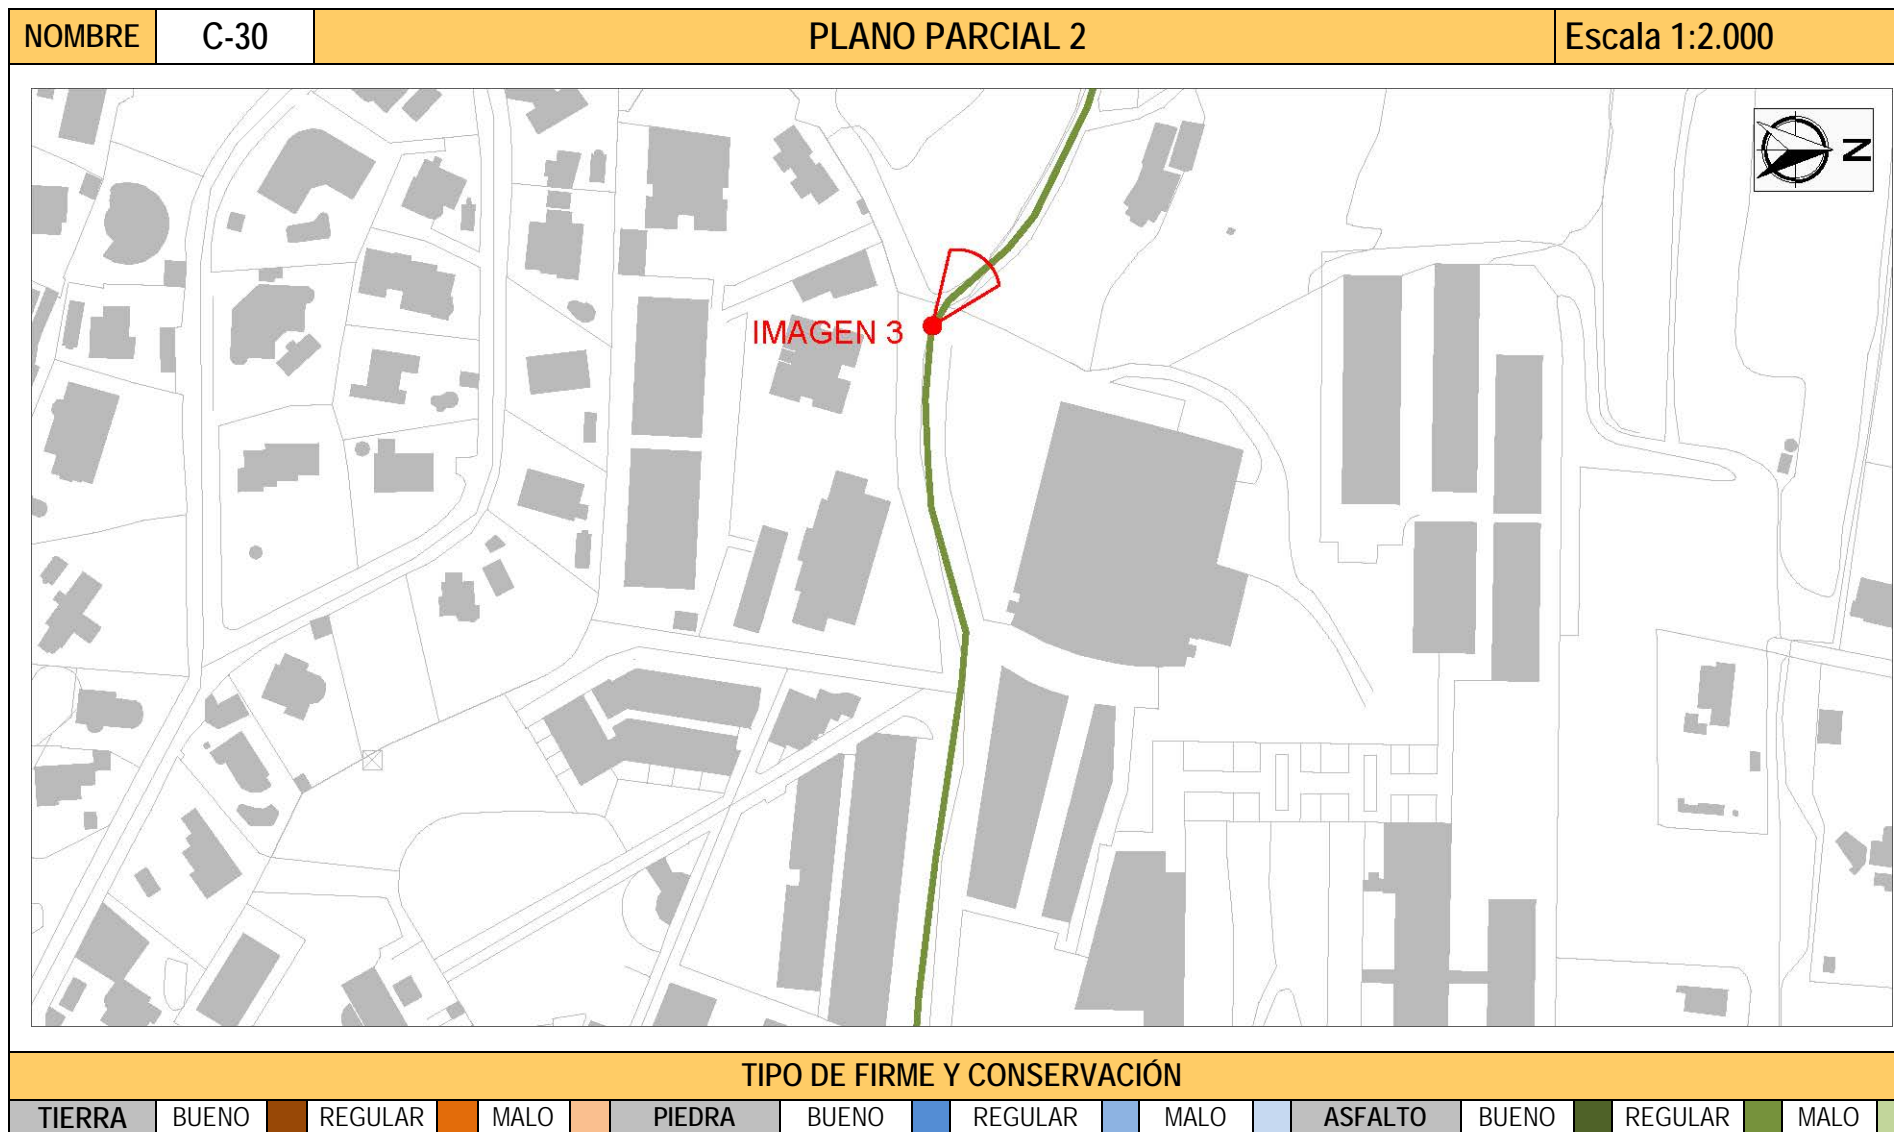 NOMBRE C-30 PLANO PARCIAL 2 Escala 1:2.000
N
IMAGEN 3
TIPO DE FIRME Y CONSERVACIÓN
TIERRA BUENO REGULAR MALO PIEDRA BUENO REGULAR MALO ASFALTO BUENO REGULAR MALO